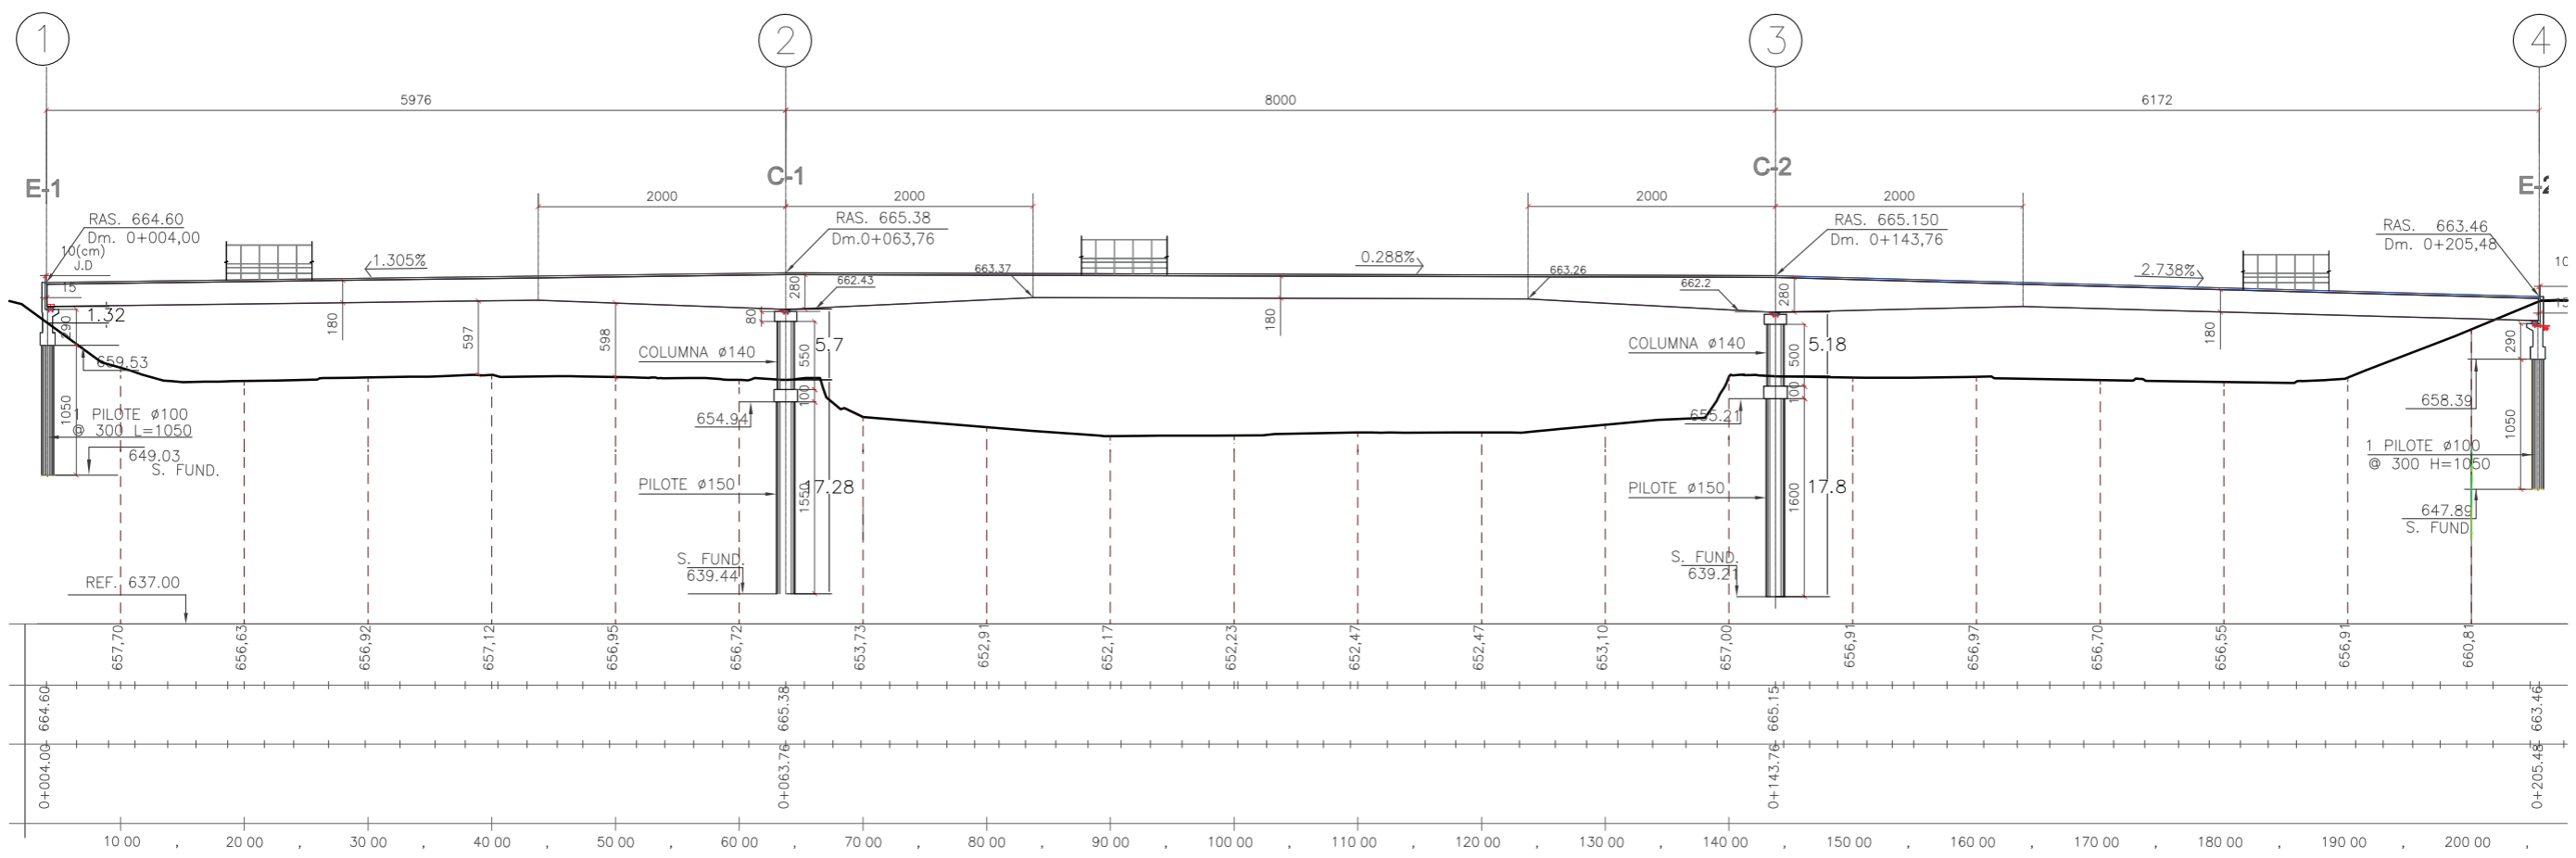 1
2
3
4
5976
8000
6172
E-1
C-1
C-2
2000
2000
2000
2000
RAS. 664.60
Dm. 0+004,00
10(cm)
J.D
15
1.305%
RAS. 665.38
Dm.0+063,76
662.43
663.37
0.288%
663.26
662.2
RAS. 665.150
Dm. 0+143,76
2.738%
RAS. 663.46
Dm. 0+205,48
1.32
290
180
597
598
280
80
180
280
180
290
659.53
1050
1 PILOTE ø100
@ 300 L=1050
649.03
S. FUND.
COLUMNA ø140
550
5.7
100
654.94
PILOTE ø150
1550
17.28
S. FUND.
639.44
COLUMNA ø140
500
5.18
100
655.21
PILOTE ø150
1600
17.8
S. FUND.
639.21
658.39
1050
1 PILOTE ø100
@ 300 H=1050
647.89
S. FUND
REF. 637.00
657,70
656,63
656,92
657,12
656,95
656,72
653,73
652,91
652,17
652,23
652,47
652,47
653,10
657,00
656,91
656,97
656,70
656,55
656,91
660,81
664.60
665.38
665.15
663.46
0+004.00
0+063.76
0+143.76
0+205.48
10 00 , 20 00 , 30 00 , 40 00 , 50 00 , 60 00 , 70 00 , 80 00 , 90 00 , 100 00 , 110 00 , 120 00 , 130 00 , 140 00 , 150 00 , 160 00 , 170 00 , 180 00 , 190 00 , 200 00 ,